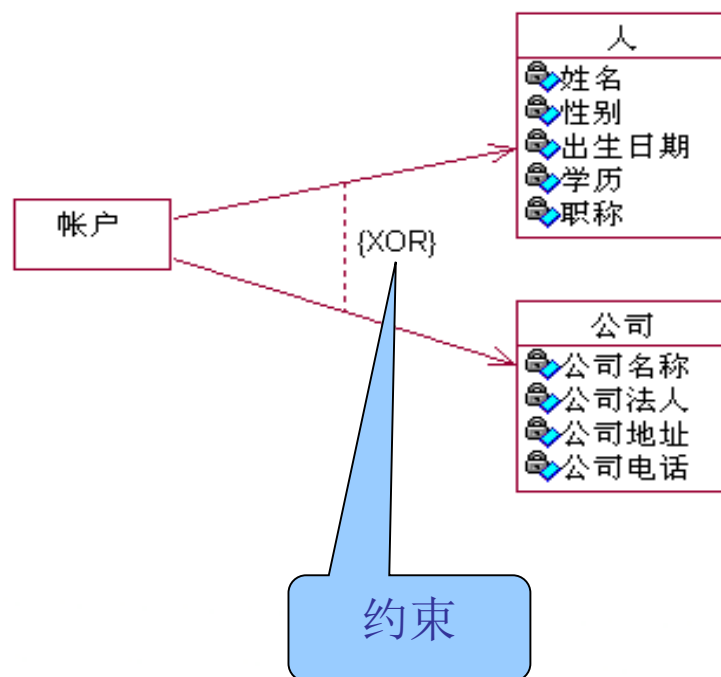 人
姓名
性别
出生日期
学历
职称
帐户
{XOR}
公司
公司名称
公司法人
公司地址
公司电话
约束